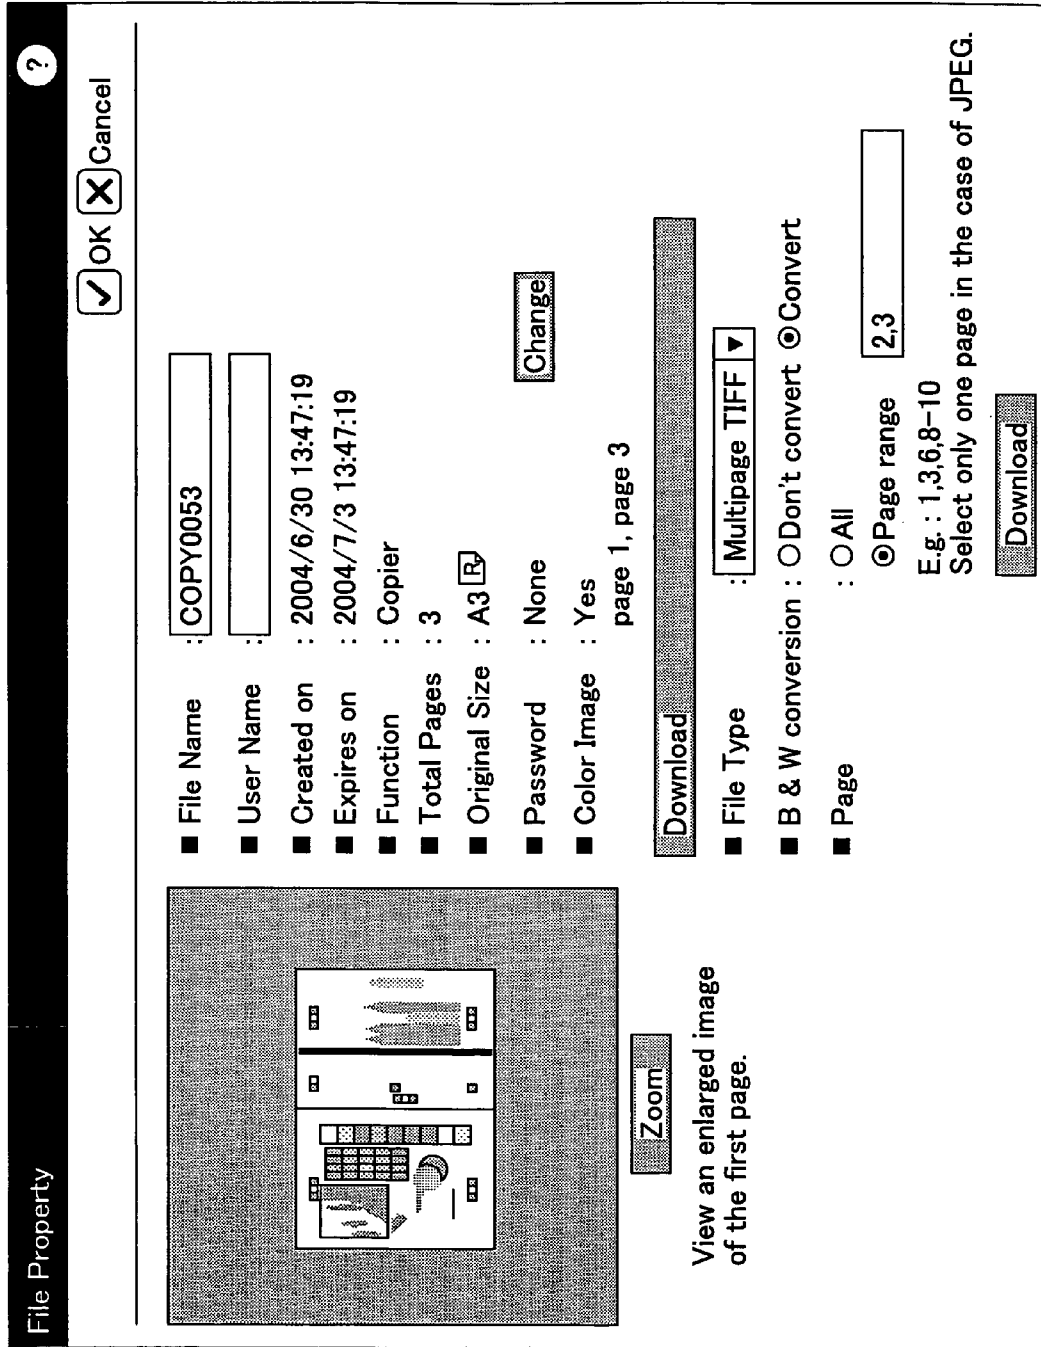 File Property
?
OK Cancel
■ File Name : COPY0053
■ User Name :
■ Created on : 2004/6/30 13:47:19
■ Expires on : 2004/7/3 13:47:19
■ Function : Copier
■ Total Pages : 3
■ Original Size : A3 R
■ Password : None Change
■ Color Image : Yes
page 1, page 3
Zoom
View an enlarged image
of the first page.
Download
■ File Type : Multipage TIFF ▼
■ B & W conversion : ○Don't convert ◉Convert
■ Page : ○All
◉Page range 2,3
E.g. : 1,3,6,8-10
Select only one page in the case of JPEG.
Download